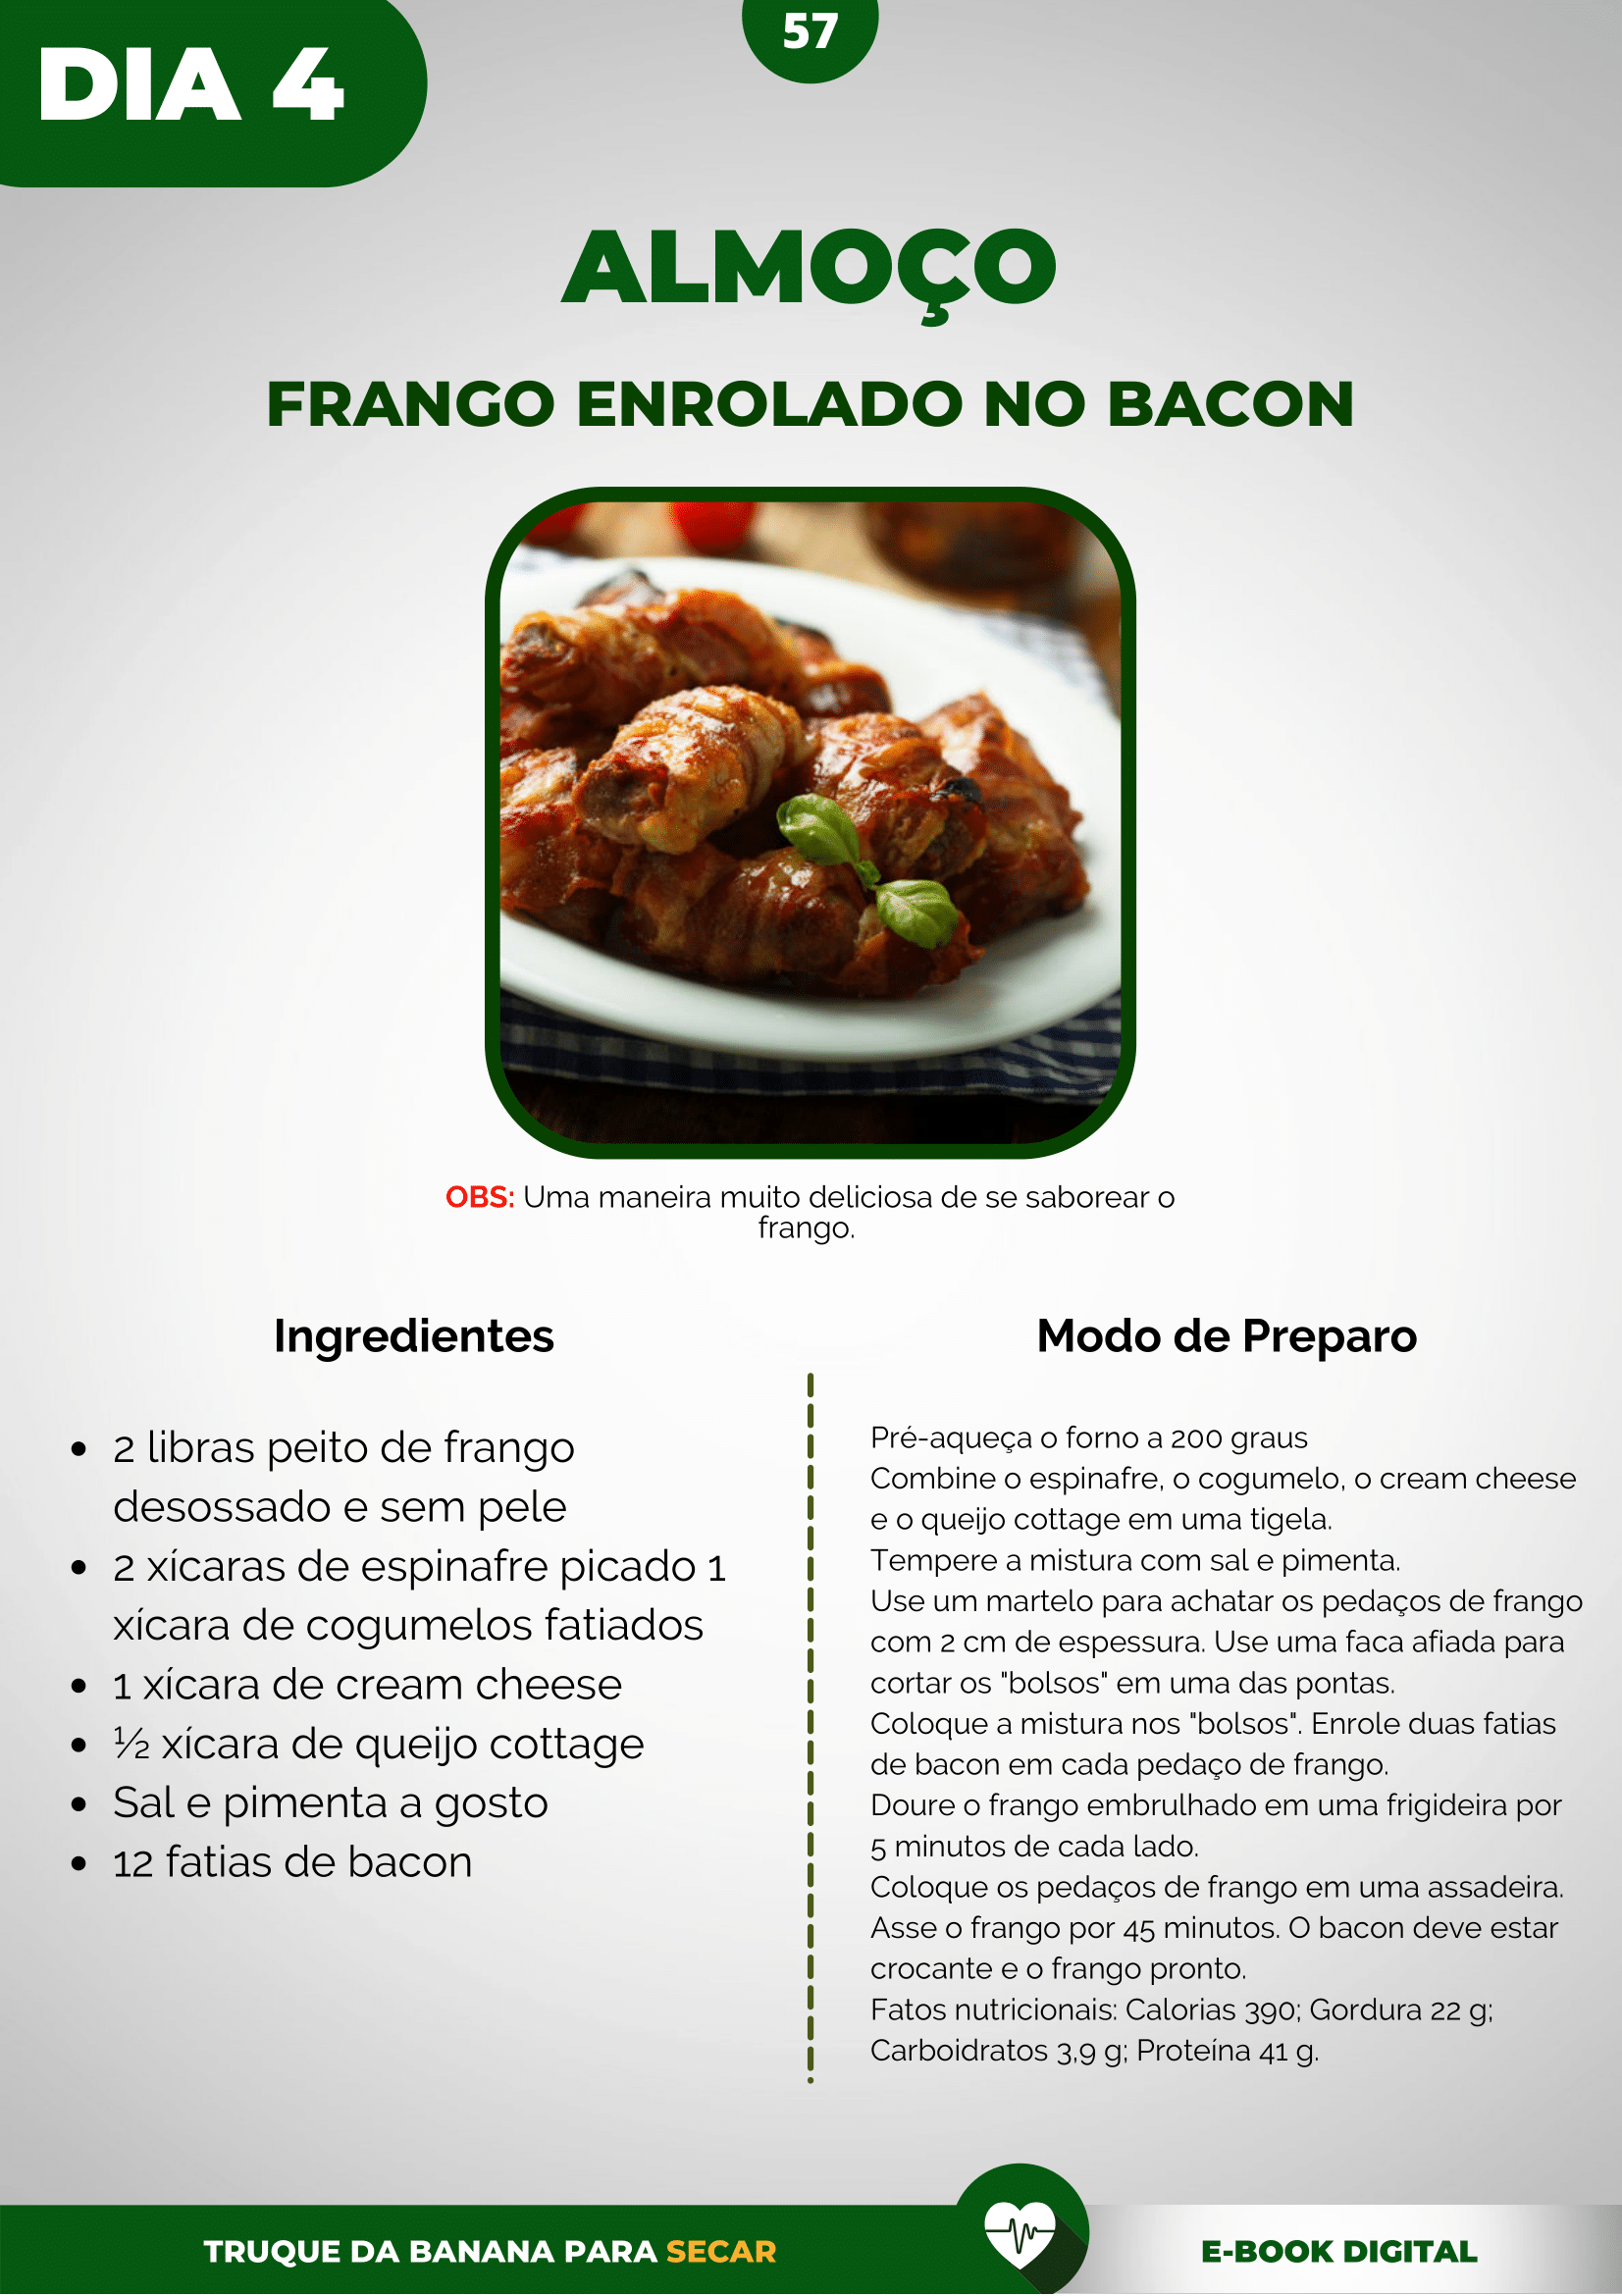 DIA 4
57
ALMOÇO
FRANGO ENROLADO NO BACON
OBS: Uma maneira muito deliciosa de se saborear o
frango.
Ingredientes
• 2 libras peito de frango
desossado e sem pele
• 2 xícaras de espinafre picado 1
xícara de cogumelos fatiados
• 1 xícara de cream cheese
• ½ xícara de queijo cottage
• Sal e pimenta a gosto
• 12 fatias de bacon
Modo de Preparo
Pré-aqueça o forno a 200 graus
Combine o espinafre, o cogumelo, o cream cheese
e o queijo cottage em uma tigela.
Tempere a mistura com sal e pimenta.
Use um martelo para achatar os pedaços de frango
com 2 cm de espessura. Use uma faca afiada para
cortar os "bolsos" em uma das pontas.
Coloque a mistura nos "bolsos". Enrole duas fatias
de bacon em cada pedaço de frango.
Doure o frango embrulhado em uma frigideira por
5 minutos de cada lado.
Coloque os pedaços de frango em uma assadeira.
Asse o frango por 45 minutos. O bacon deve estar
crocante e o frango pronto.
Fatos nutricionais: Calorias 390; Gordura 22 g;
Carboidratos 3,9 g; Proteína 41 g.
TRUQUE DA BANANA PARA SECAR
E-BOOK DIGITAL